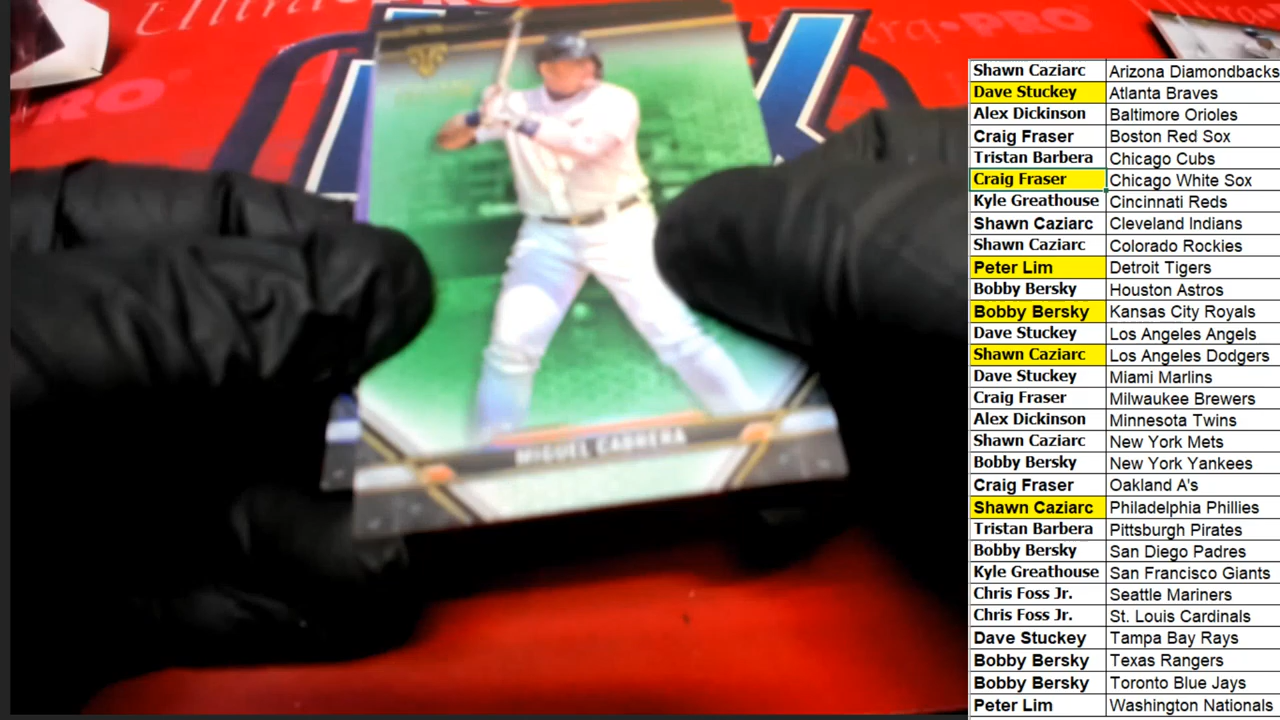 Ultra·PRO
PRO
MIGUEL CABRERA
Shawn Caziarc Arizona Diamondbacks
Dave Stuckey Atlanta Braves
Alex Dickinson Baltimore Orioles
Craig Fraser Boston Red Sox
Tristan Barbera Chicago Cubs
Craig Fraser Chicago White Sox
Kyle Greathouse Cincinnati Reds
Shawn Caziarc Cleveland Indians
Shawn Caziarc Colorado Rockies
Peter Lim Detroit Tigers
Bobby Bersky Houston Astros
Bobby Bersky Kansas City Royals
Dave Stuckey Los Angeles Angels
Shawn Caziarc Los Angeles Dodgers
Dave Stuckey Miami Marlins
Craig Fraser Milwaukee Brewers
Alex Dickinson Minnesota Twins
Shawn Caziarc New York Mets
Bobby Bersky New York Yankees
Craig Fraser Oakland A's
Shawn Caziarc Philadelphia Phillies
Tristan Barbera Pittsburgh Pirates
Bobby Bersky San Diego Padres
Kyle Greathouse San Francisco Giants
Chris Foss Jr. Seattle Mariners
Chris Foss Jr. St. Louis Cardinals
Dave Stuckey Tampa Bay Rays
Bobby Bersky Texas Rangers
Bobby Bersky Toronto Blue Jays
Peter Lim Washington Nationals